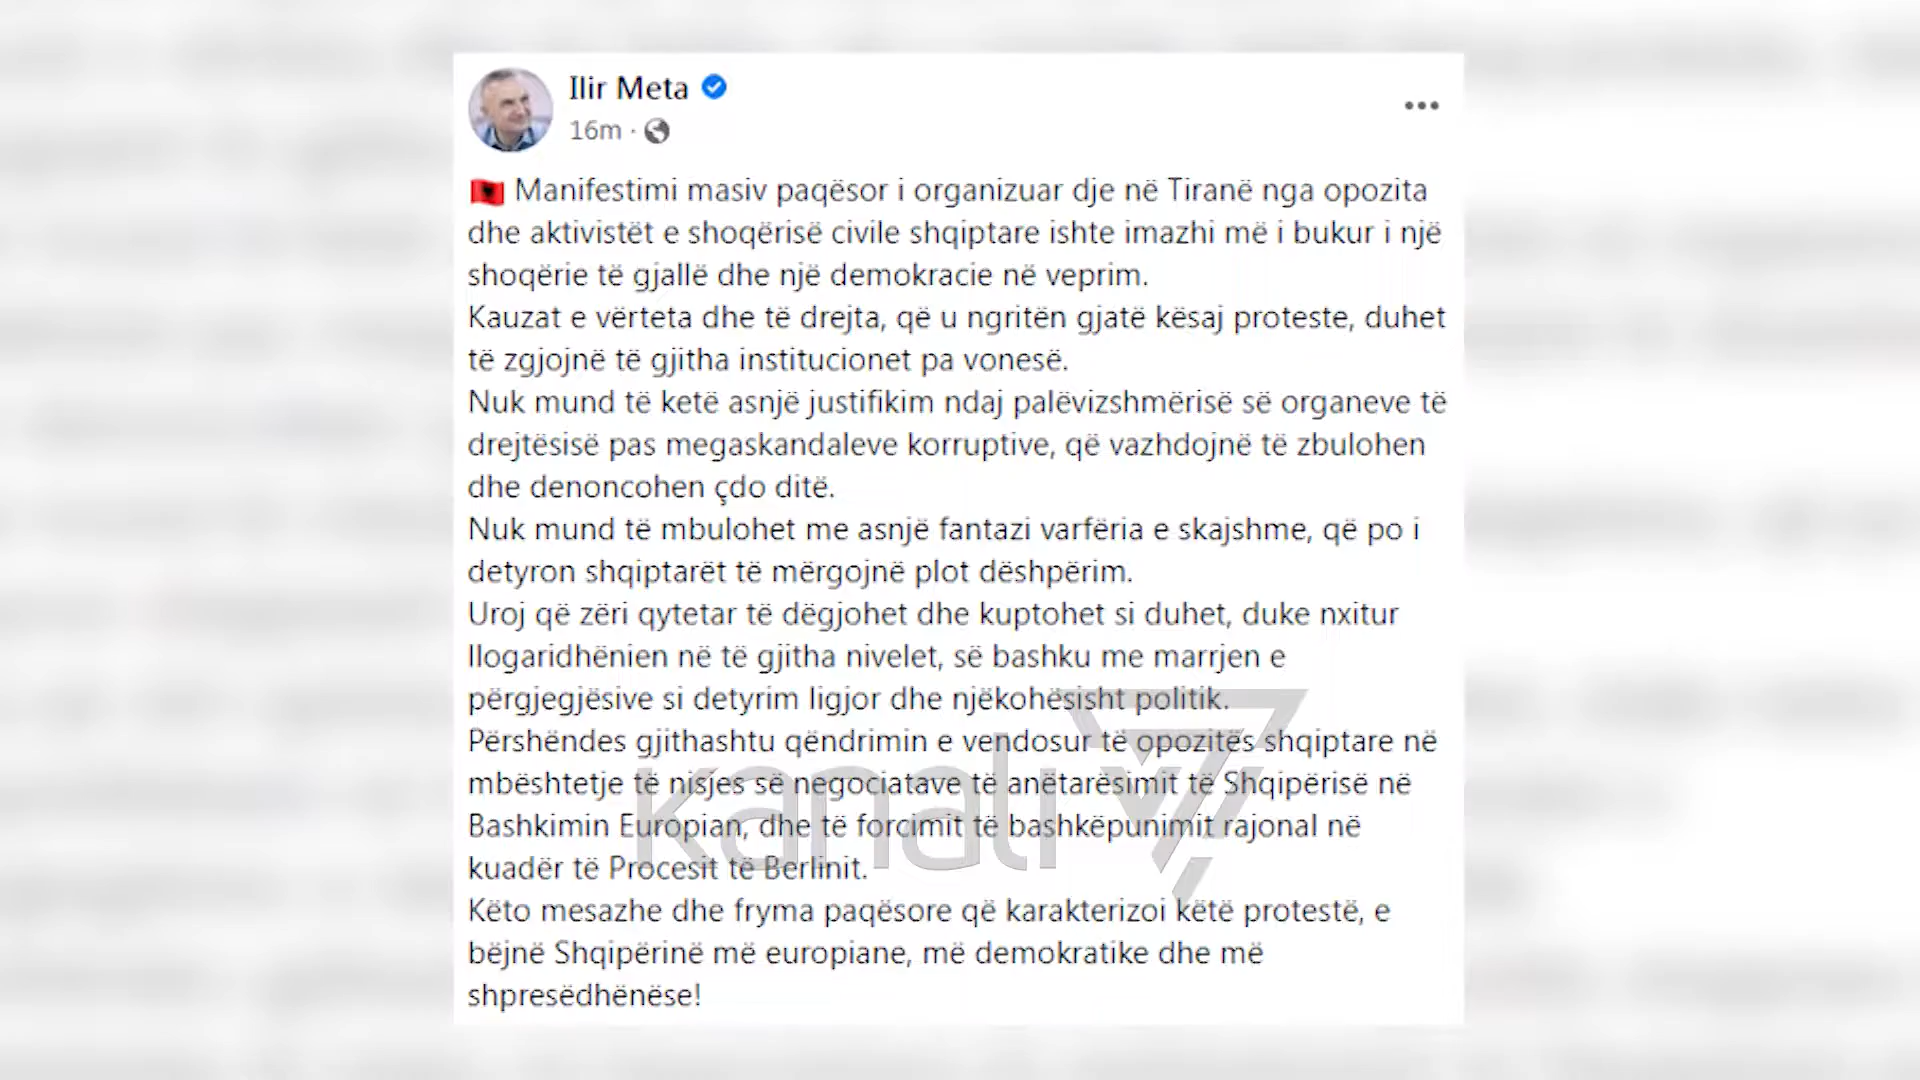 Ilir Meta
16m ·
Manifestimi masiv paqësor i organizuar dje në Tiranë nga opozita
dhe aktivistët e shoqërisë civile shqiptare ishte imazhi më i bukur i një
shoqërie të gjallë dhe një demokracie në veprim.
Kauzat e vërteta dhe të drejta, që u ngritën gjatë kësaj proteste, duhet
të zgjojnë të gjitha institucionet pa vonesë.
Nuk mund të ketë asnjë justifikim ndaj palëvizshmërisë së organeve të
drejtësisë pas megaskandaleve korruptive, që vazhdojnë të zbulohen
dhe denoncohen çdo ditë.
Nuk mund të mbulohet me asnjë fantazi varfëria e skajshme, që po i
detyron shqiptarët të mërgojnë plot dëshpërim.
Uroj që zëri qytetar të dëgjohet dhe kuptohet si duhet, duke nxitur
llogaridhënien në të gjitha nivelet, së bashku me marrjen e
përgjegjësive si detyrim ligjor dhe njëkohësisht politik.
Përshëndes gjithashtu qëndrimin e vendosur të opozitës shqiptare në
mbështetje të nisjes së negociatave të anëtarësimit të Shqipërisë në
Bashkimin Europian, dhe të forcimit të bashkëpunimit rajonal në
kuadër të Procesit të Berlinit.
Këto mesazhe dhe fryma paqësore që karakterizoi këtë protestë, e
bëjnë Shqipërinë më europiane, më demokratike dhe më
shpresëdhënëse!
kanali 7